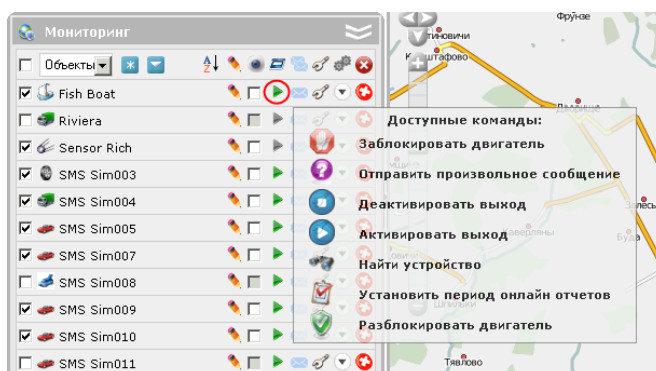 Мониторинг
Объекты
Fish Boat
Riviera
Sensor Rich
SMS Sim003
SMS Sim004
SMS Sim005
SMS Sim007
SMS Sim008
SMS Sim009
SMS Sim010
SMS Sim011
Доступные команды:
Заблокировать двигатель
Отправить произвольное сообщение
Деактивировать выход
Активировать выход
Найти устройство
Установить период онлайн отчетов
Разблокировать двигатель
Фрунзе
Тявлово